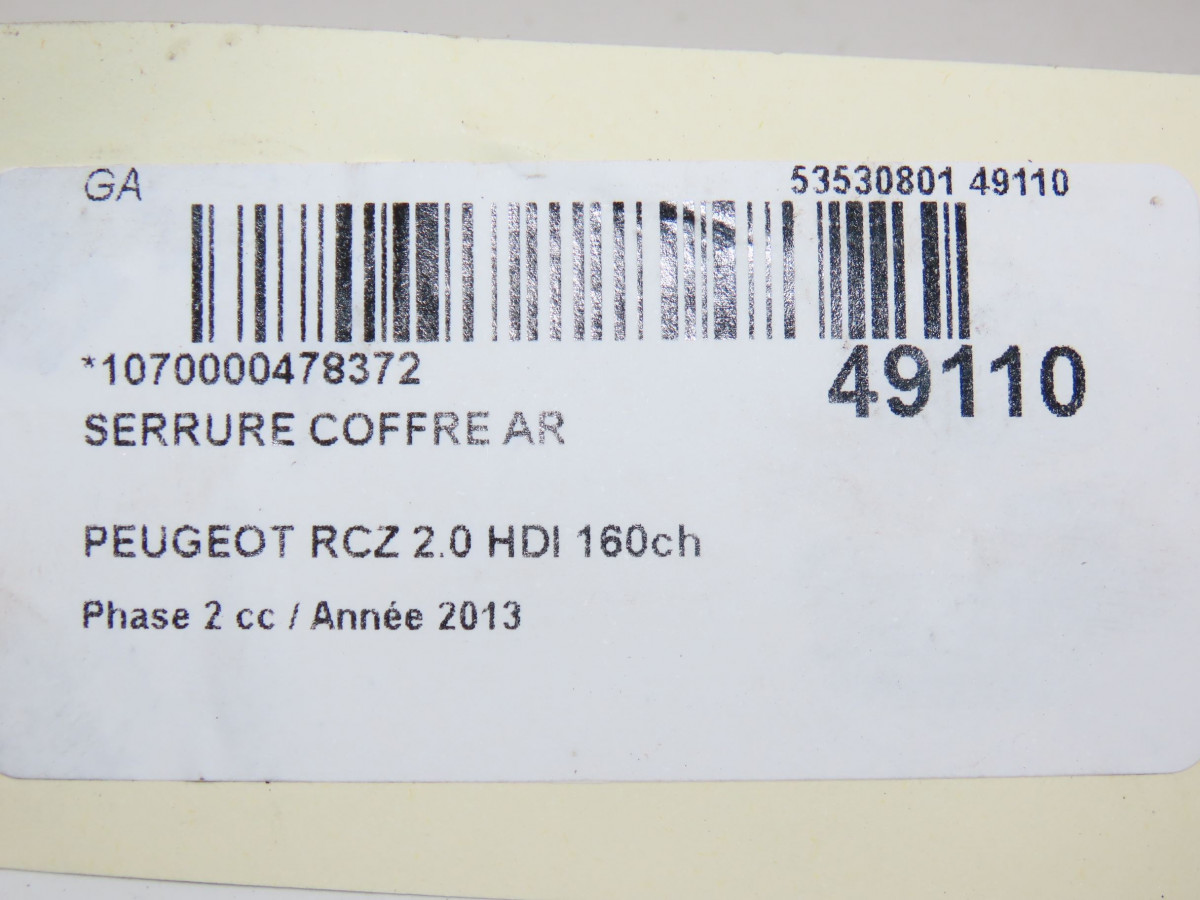 GA 53530801 49110
*1070000478372 49110
SERRURE COFFRE AR
PEUGEOT RCZ 2.0 HDI 160ch
Phase 2 cc / Année 2013